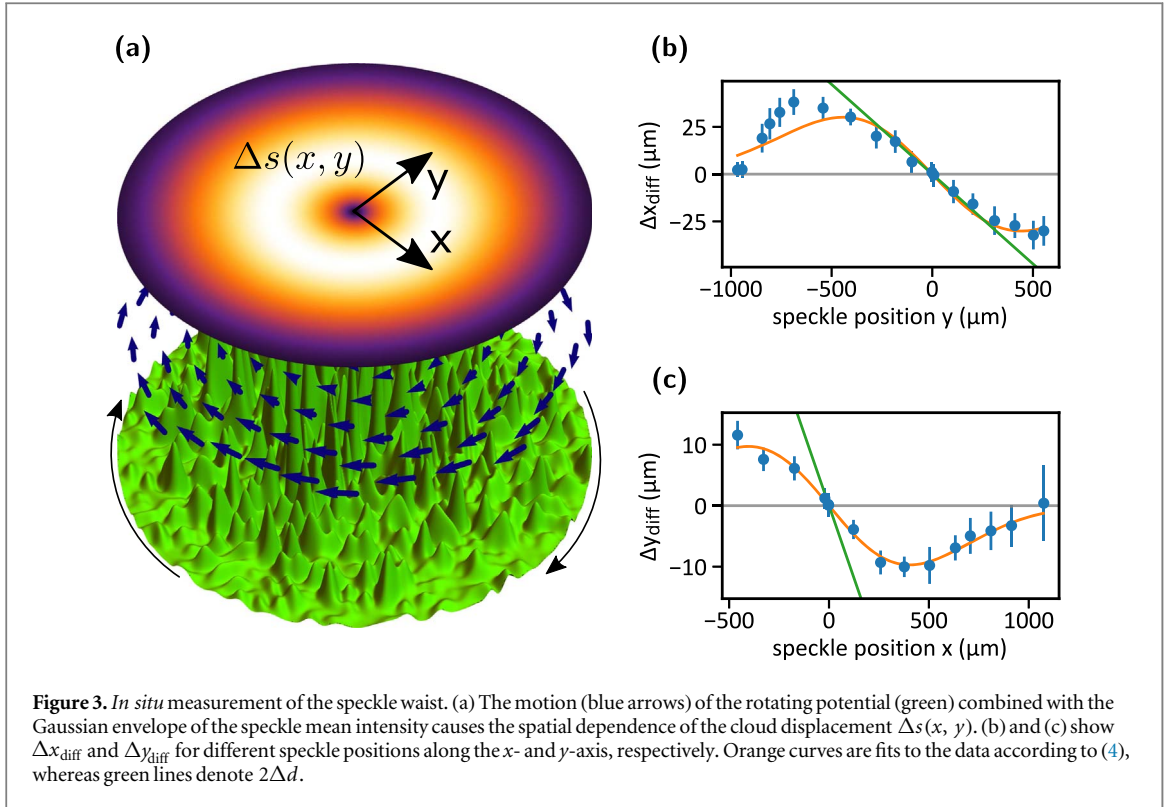 (a)
Δs(x, y)
y
x
(b)
Δx_diff (μm)
25
0
−25
−1000 −500 0 500
speckle position y (μm)
(c)
Δy_diff (μm)
10
0
−10
−500 0 500 1000
speckle position x (μm)
Figure 3. In situ measurement of the speckle waist. (a) The motion (blue arrows) of the rotating potential (green) combined with the
Gaussian envelope of the speckle mean intensity causes the spatial dependence of the cloud displacement Δs(x, y). (b) and (c) show
Δx_diff and Δy_diff for different speckle positions along the x- and y-axis, respectively. Orange curves are fits to the data according to (4),
whereas green lines denote 2Δd.